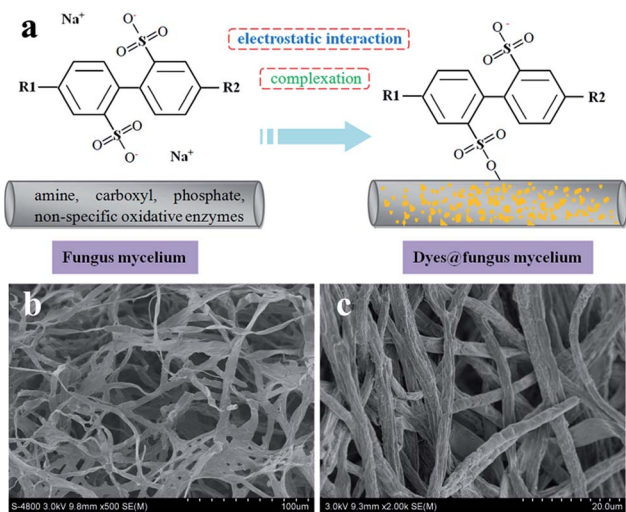 a
Na⁺
O⁻
O
S
O
R1
R2
O
S
O
O⁻
Na⁺
electrostatic interaction
complexation
O⁻
O
S
O
R1
R2
O
S
O
O
amine, carboxyl, phosphate,
non-specific oxidative enzymes
Fungus mycelium
Dyes@fungus mycelium
b
S-4800 3.0kV 9.8mm x500 SE(M)
100um
c
3.0kV 9.3mm x2.00k SE(M)
20.0um